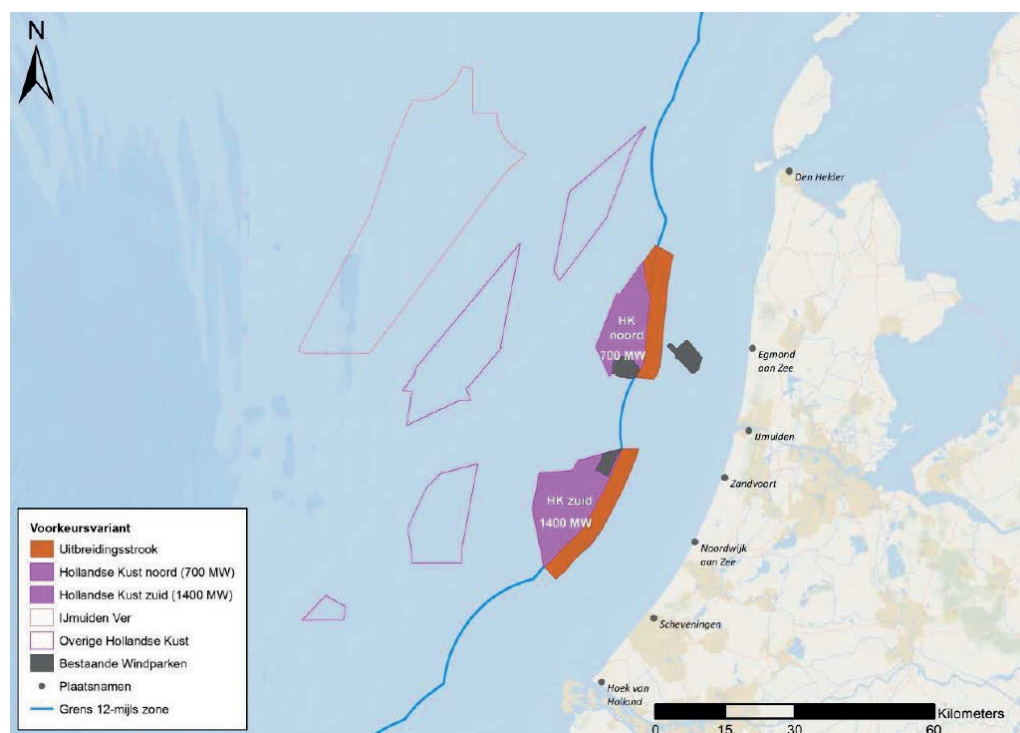 N
Den Helder
HK
noord
700 MW
Egmond
aan Zee
IJmuiden
Zandvoort
HK zuid
1400 MW
Noordwijk
aan Zee
Scheveningen
Hoek van
Holland
Voorkeursvariant
Uitbreidingsstrook
Hollandse Kust noord (700 MW)
Hollandse Kust zuid (1400 MW)
IJmuiden Ver
Overige Hollandse Kust
Bestaande Windparken
Plaatsnamen
Grens 12-mijls zone
Kilometers
0 15 30 60